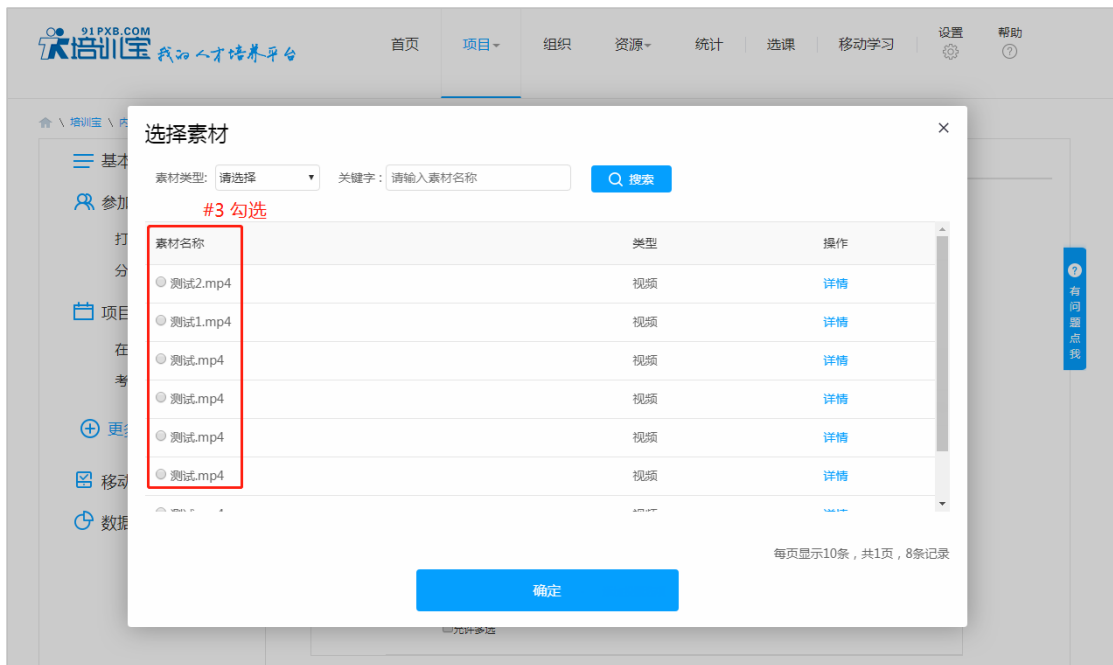 91PXB.COM
培训宝 我的人才培养平台
首页 项目 组织 资源 统计 选课 移动学习 设置 帮助
\ 培训宝 \ 内
选择素材
基本
素材类型: 请选择 关键字: 请输入素材名称 搜索
参加
#3 勾选
打
素材名称 类型 操作
分
测试2.mp4 视频 详情
有问题点我
项目
测试1.mp4 视频 详情
在
测试.mp4 视频 详情
考
测试.mp4 视频 详情
更多
测试.mp4 视频 详情
移动
测试.mp4 视频 详情
数据
每页显示10条，共1页，8条记录
确定
允许多选